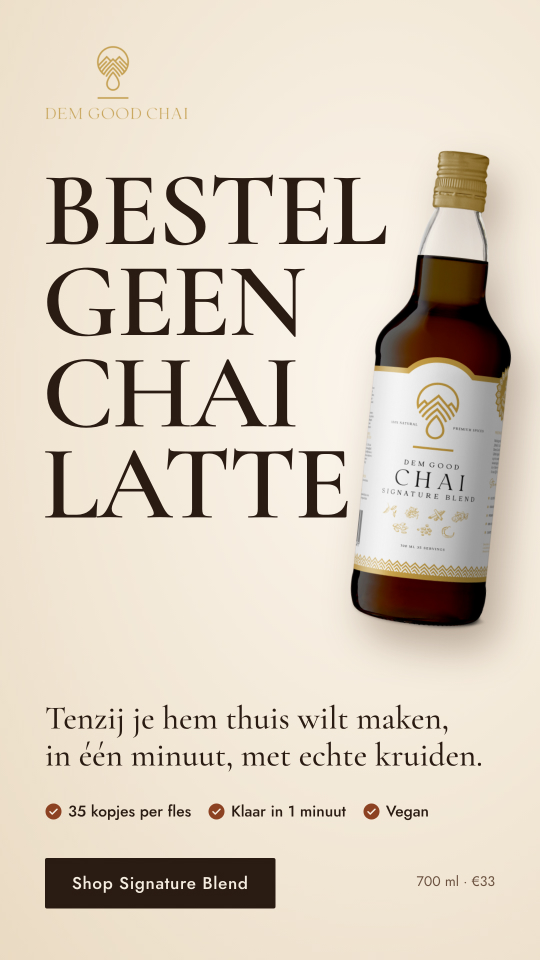 DEM GOOD CHAI
BESTEL
GEEN
CHAI
LATTE
DEM GOOD
CHAI
SIGNATURE BLEND
Tenzij je hem thuis wilt maken,
in één minuut, met echte kruiden.
35 kopjes per fles
Klaar in 1 minuut
Vegan
Shop Signature Blend
700 ml · €33